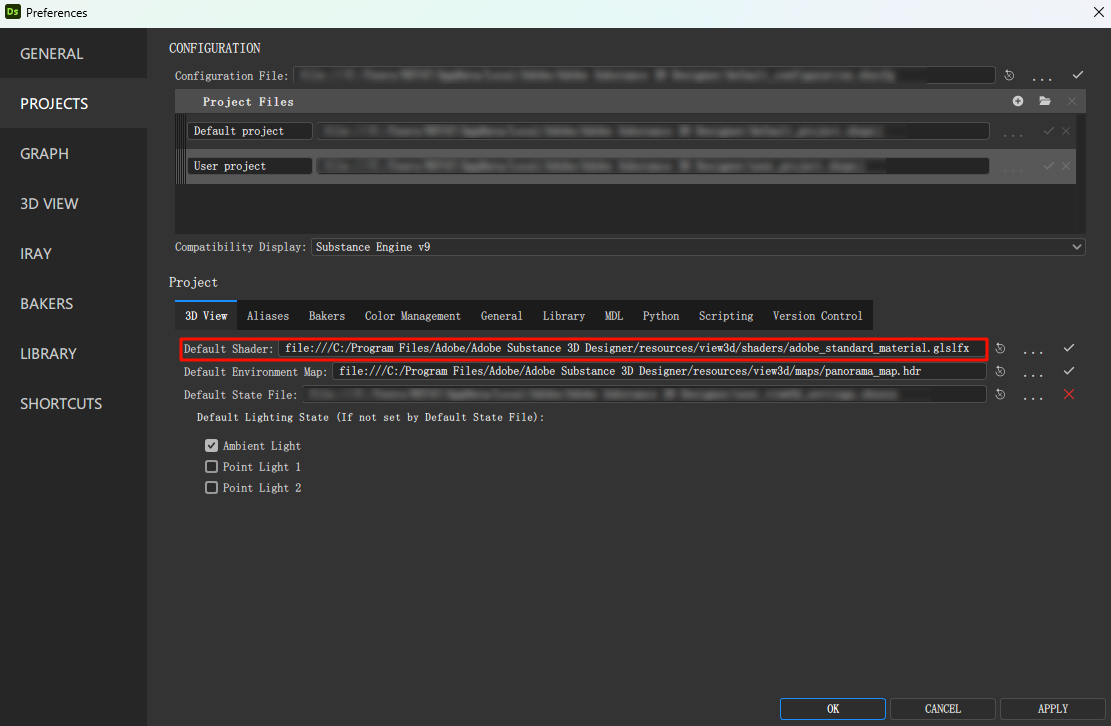 Ds Preferences
GENERAL
PROJECTS
GRAPH
3D VIEW
IRAY
BAKERS
LIBRARY
SHORTCUTS
CONFIGURATION
Configuration File:
Project Files
Default project
User project
Compatibility Display: Substance Engine v9
Project
3D View Aliases Bakers Color Management General Library MDL Python Scripting Version Control
Default Shader: file:///C:/Program Files/Adobe/Adobe Substance 3D Designer/resources/view3d/shaders/adobe_standard_material.glslfx
Default Environment Map: file:///C:/Program Files/Adobe/Adobe Substance 3D Designer/resources/view3d/maps/panorama_map.hdr
Default State File:
Default Lighting State (If not set by Default State File):
Ambient Light
Point Light 1
Point Light 2
OK CANCEL APPLY